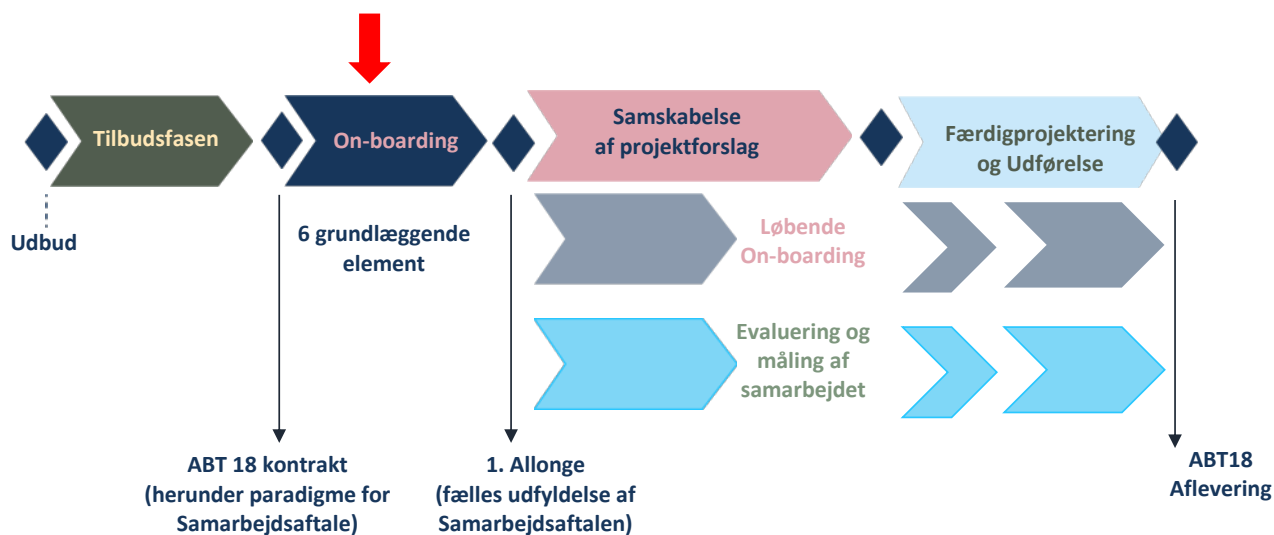 Tilbudsfasen
On-boarding
Samskabelse
af projektforslag
Færdigprojektering
og Udførelse
Udbud
6 grundlæggende
element
Løbende
On-boarding
Evaluering og
måling af
samarbejdet
ABT 18 kontrakt
(herunder paradigme for
Samarbejdsaftale)
1. Allonge
(fælles udfyldelse af
Samarbejdsaftalen)
ABT18
Aflevering